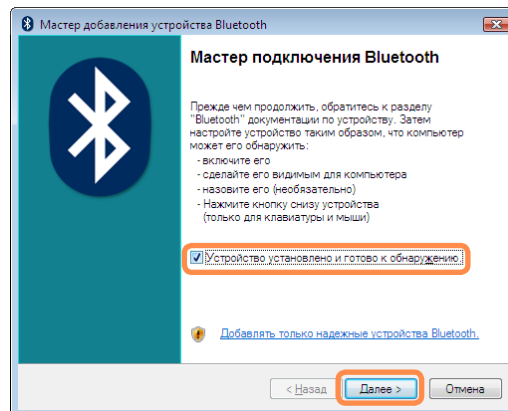 Мастер добавления устройства Bluetooth
Мастер подключения Bluetooth
Прежде чем продолжить, обратитесь к разделу
"Bluetooth" документации по устройству. Затем
настройте устройство таким образом, что компьютер
может его обнаружить:
- включите его
- сделайте его видимым для компьютера
- назовите его (необязательно)
- Нажмите кнопку снизу устройства
(только для клавиатуры и мыши)
Устройство установлено и готово к обнаружению.
Добавлять только надежные устройства Bluetooth.
< Назад
Далее >
Отмена